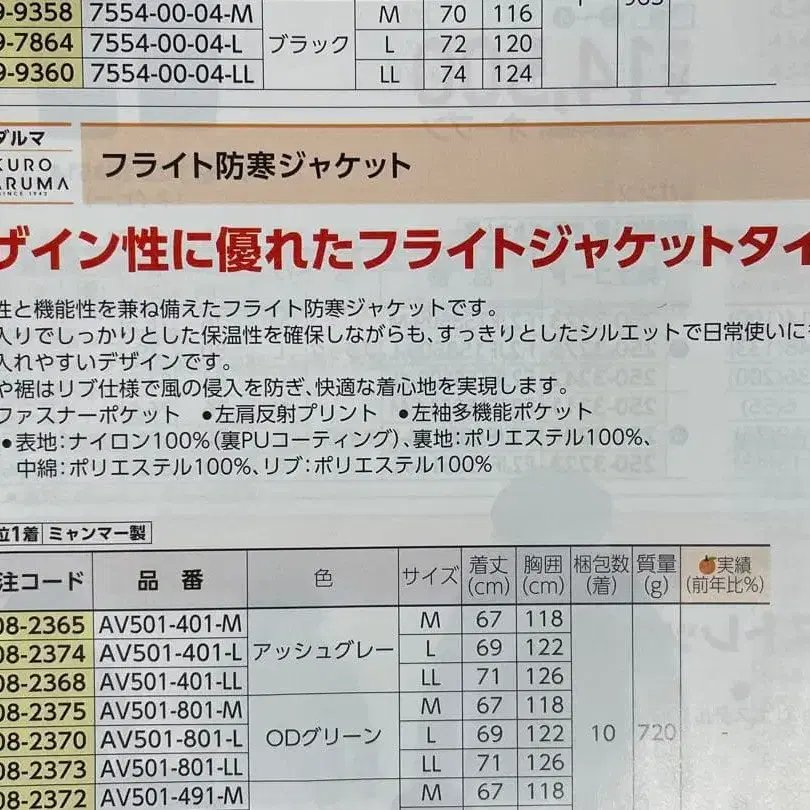 9-9358 7554-00-04-M M 70 116
9-7864 7554-00-04-L ブラック L 72 120
9-9360 7554-00-04-LL LL 74 124
ダルマ
KURO
ARUMA
SINCE 1942
フライト防寒ジャケット
ザイン性に優れたフライトジャケットタイ
性と機能性を兼ね備えたフライト防寒ジャケットです。
入りでしっかりとした保温性を確保しながらも、すっきりとしたシルエットで日常使いに
入れやすいデザインです。
や裾はリブ仕様で風の侵入を防ぎ、快適な着心地を実現します。
ファスナーポケット ●左肩反射プリント ●左袖多機能ポケット
●表地：ナイロン100%（裏PUコーティング）、裏地：ポリエステル100%、
中綿：ポリエステル100%、リブ：ポリエステル100%
位1着 ミャンマー製
注コード 品番 色 サイズ 着丈(cm) 胸囲(cm) 梱包数(着) 質量(g) 実績(前年比%)
08-2365 AV501-401-M M 67 118
08-2374 AV501-401-L アッシュグレー L 69 122
08-2368 AV501-401-LL LL 71 126
08-2375 AV501-801-M M 67 118
08-2370 AV501-801-L ODグリーン L 69 122 10 720 -
08-2373 AV501-801-LL LL 71 126
08-2372 AV501-491-M M 67 118